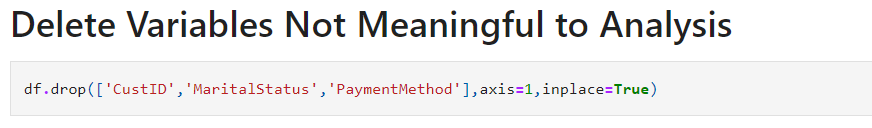 Delete Variables Not Meaningful to Analysis
df.drop(['CustID','MaritalStatus','PaymentMethod'],axis=1,inplace=True)